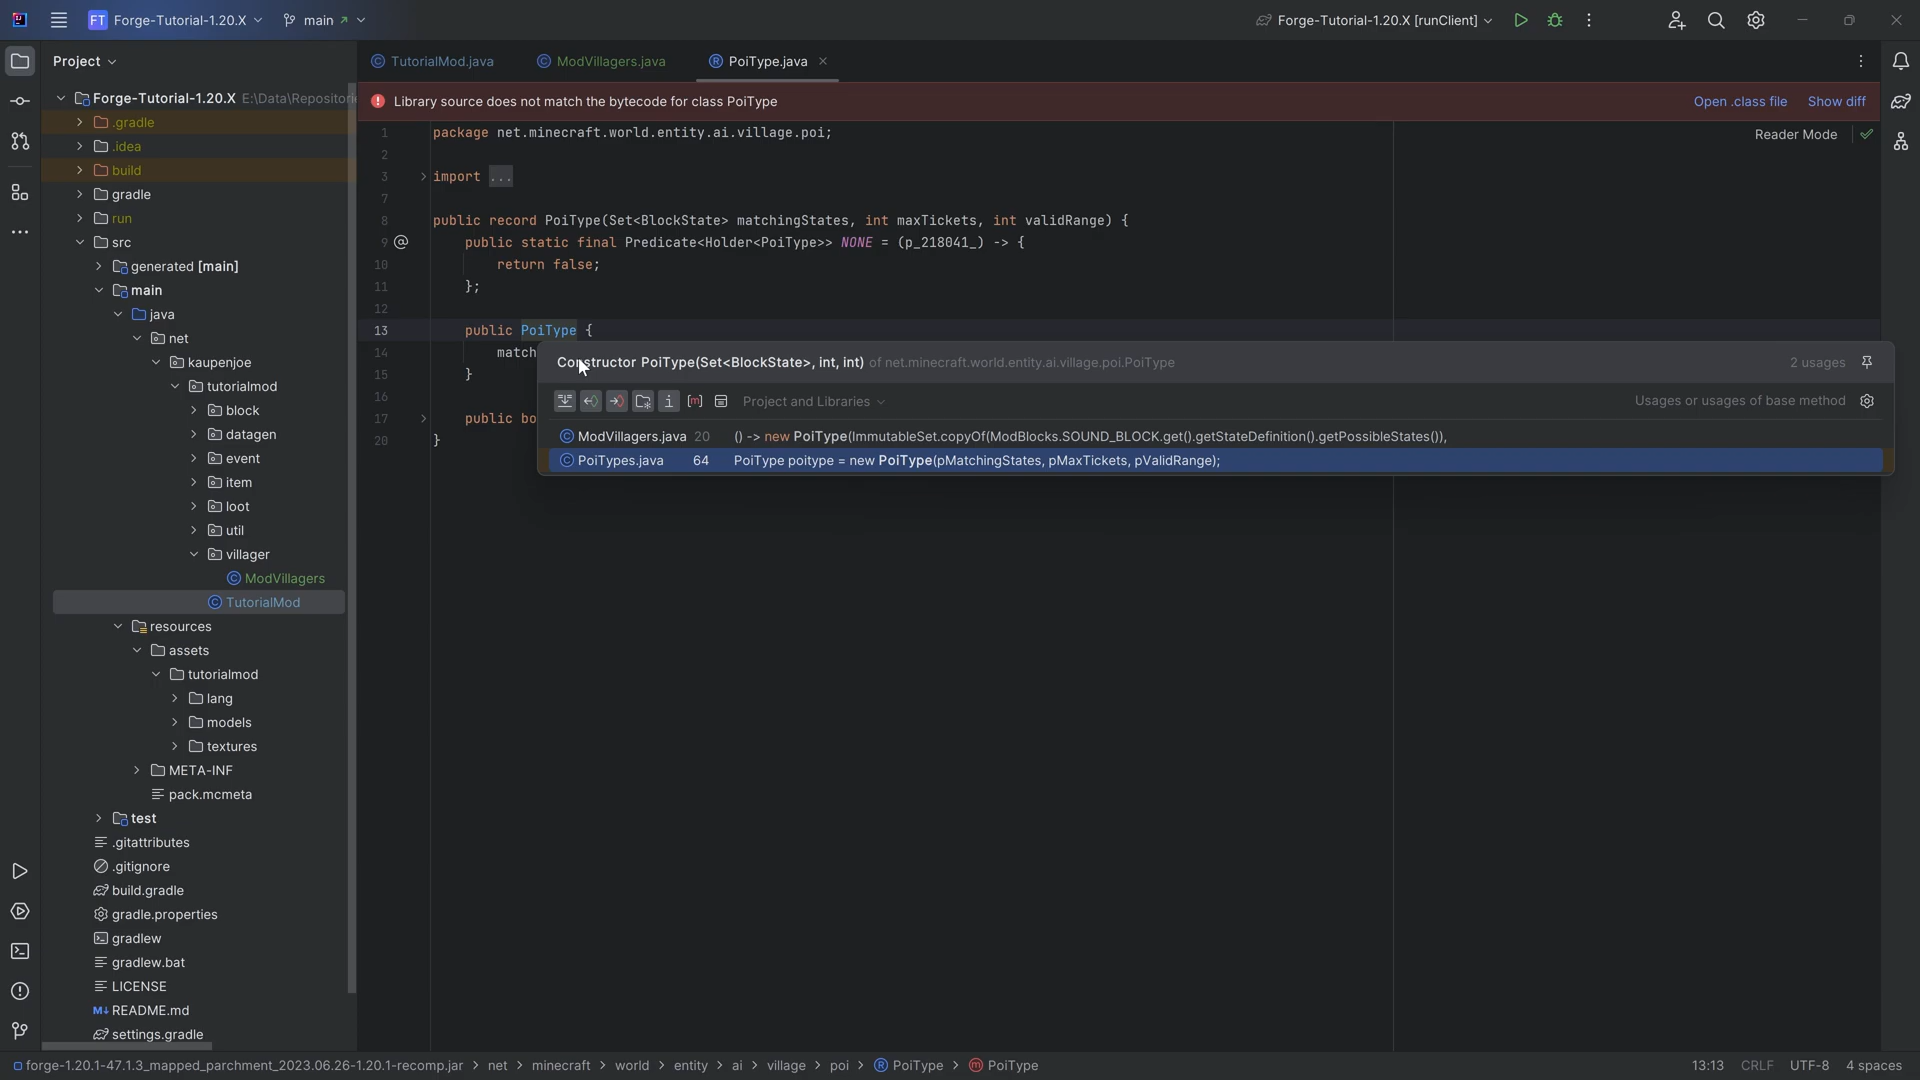 FT Forge-Tutorial-1.20.X main Forge-Tutorial-1.20.X [runClient]
Project
TutorialMod.java ModVillagers.java PoiType.java
Forge-Tutorial-1.20.X E:\Data\Repositorie
.gradle
.idea
build
gradle
run
src
generated [main]
main
java
net
kaupenjoe
tutorialmod
block
datagen
event
item
loot
util
villager
ModVillagers
TutorialMod
resources
assets
tutorialmod
lang
models
textures
META-INF
pack.mcmeta
test
.gitattributes
.gitignore
build.gradle
gradle.properties
gradlew
gradlew.bat
LICENSE
M↓ README.md
settings.gradle
Library source does not match the bytecode for class PoiType Open .class file Show diff
Reader Mode
1 package net.minecraft.world.entity.ai.village.poi;
2
3 import ...
7
8 public record PoiType(Set<BlockState> matchingStates, int maxTickets, int validRange) {
9 public static final Predicate<Holder<PoiType>> NONE = (p_218041_) -> {
10 return false;
11 };
12
13 public PoiType {
14 match
15 }
16
17 public bo
20 }
Constructor PoiType(Set<BlockState>, int, int) of net.minecraft.world.entity.ai.village.poi.PoiType 2 usages
Project and Libraries Usages or usages of base method
ModVillagers.java 20 () -> new PoiType(ImmutableSet.copyOf(ModBlocks.SOUND_BLOCK.get().getStateDefinition().getPossibleStates()),
PoiTypes.java 64 PoiType poitype = new PoiType(pMatchingStates, pMaxTickets, pValidRange);
forge-1.20.1-47.1.3_mapped_parchment_2023.06.26-1.20.1-recomp.jar > net > minecraft > world > entity > ai > village > poi > PoiType > PoiType 13:13 CRLF UTF-8 4 spaces